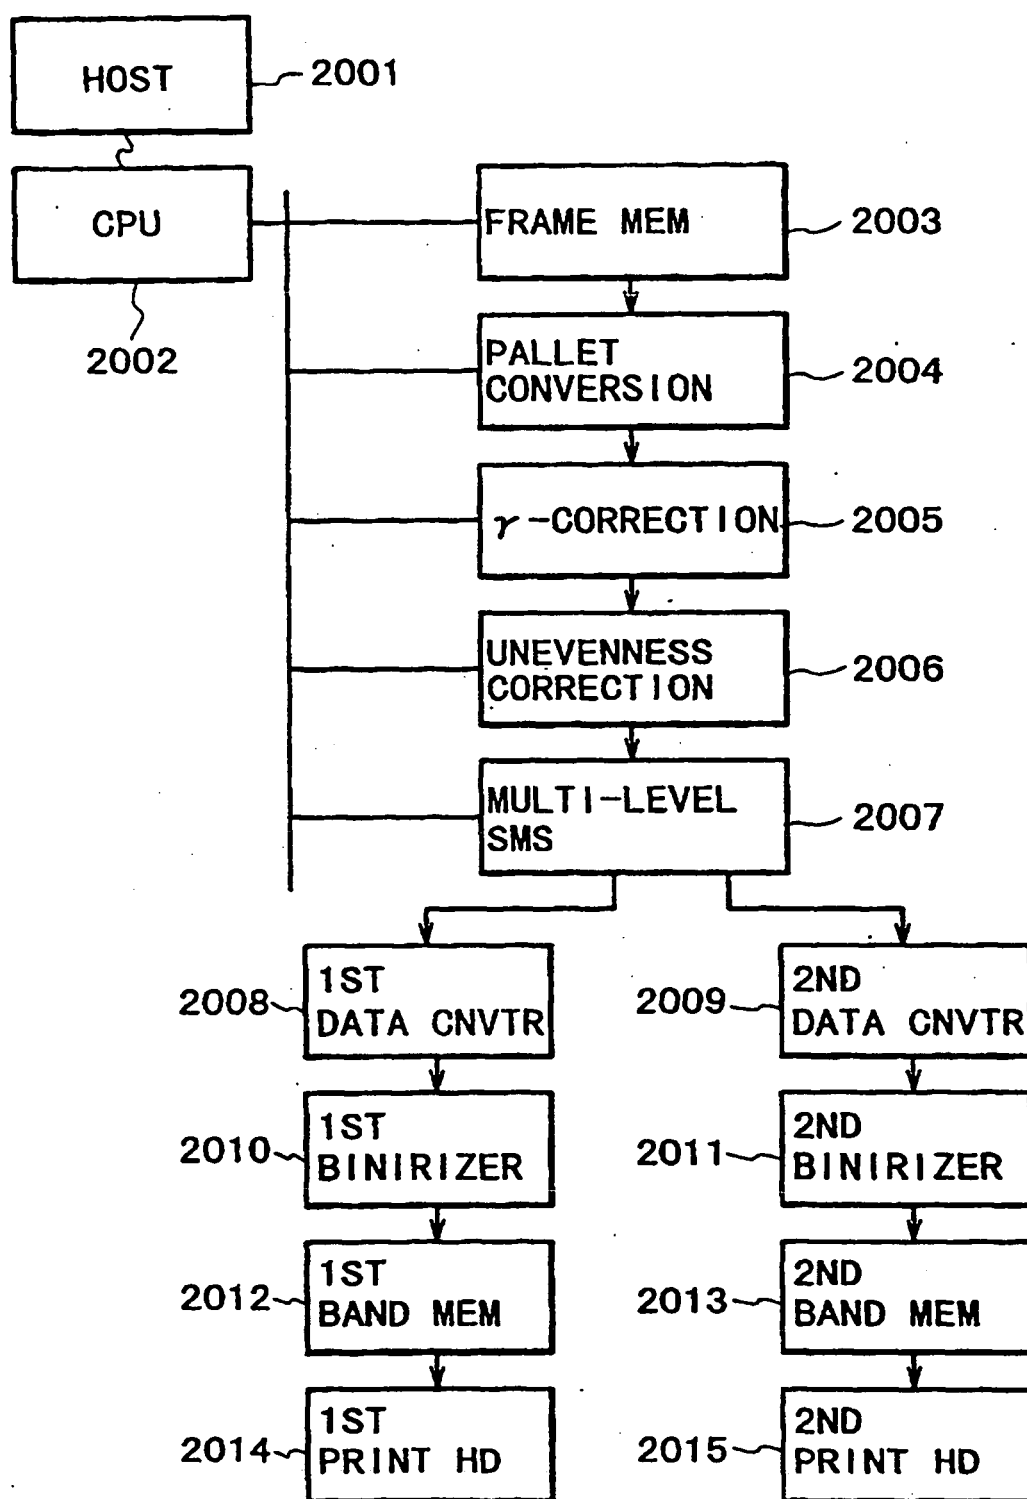 HOST
2001
CPU
2002
FRAME MEM
2003
PALLET
CONVERSION
2004
γ-CORRECTION
2005
UNEVENNESS
CORRECTION
2006
MULTI-LEVEL
SMS
2007
2008
1ST
DATA CNVTR
2009
2ND
DATA CNVTR
2010
1ST
BINIRIZER
2011
2ND
BINIRIZER
2012
1ST
BAND MEM
2013
2ND
BAND MEM
2014
1ST
PRINT HD
2015
2ND
PRINT HD